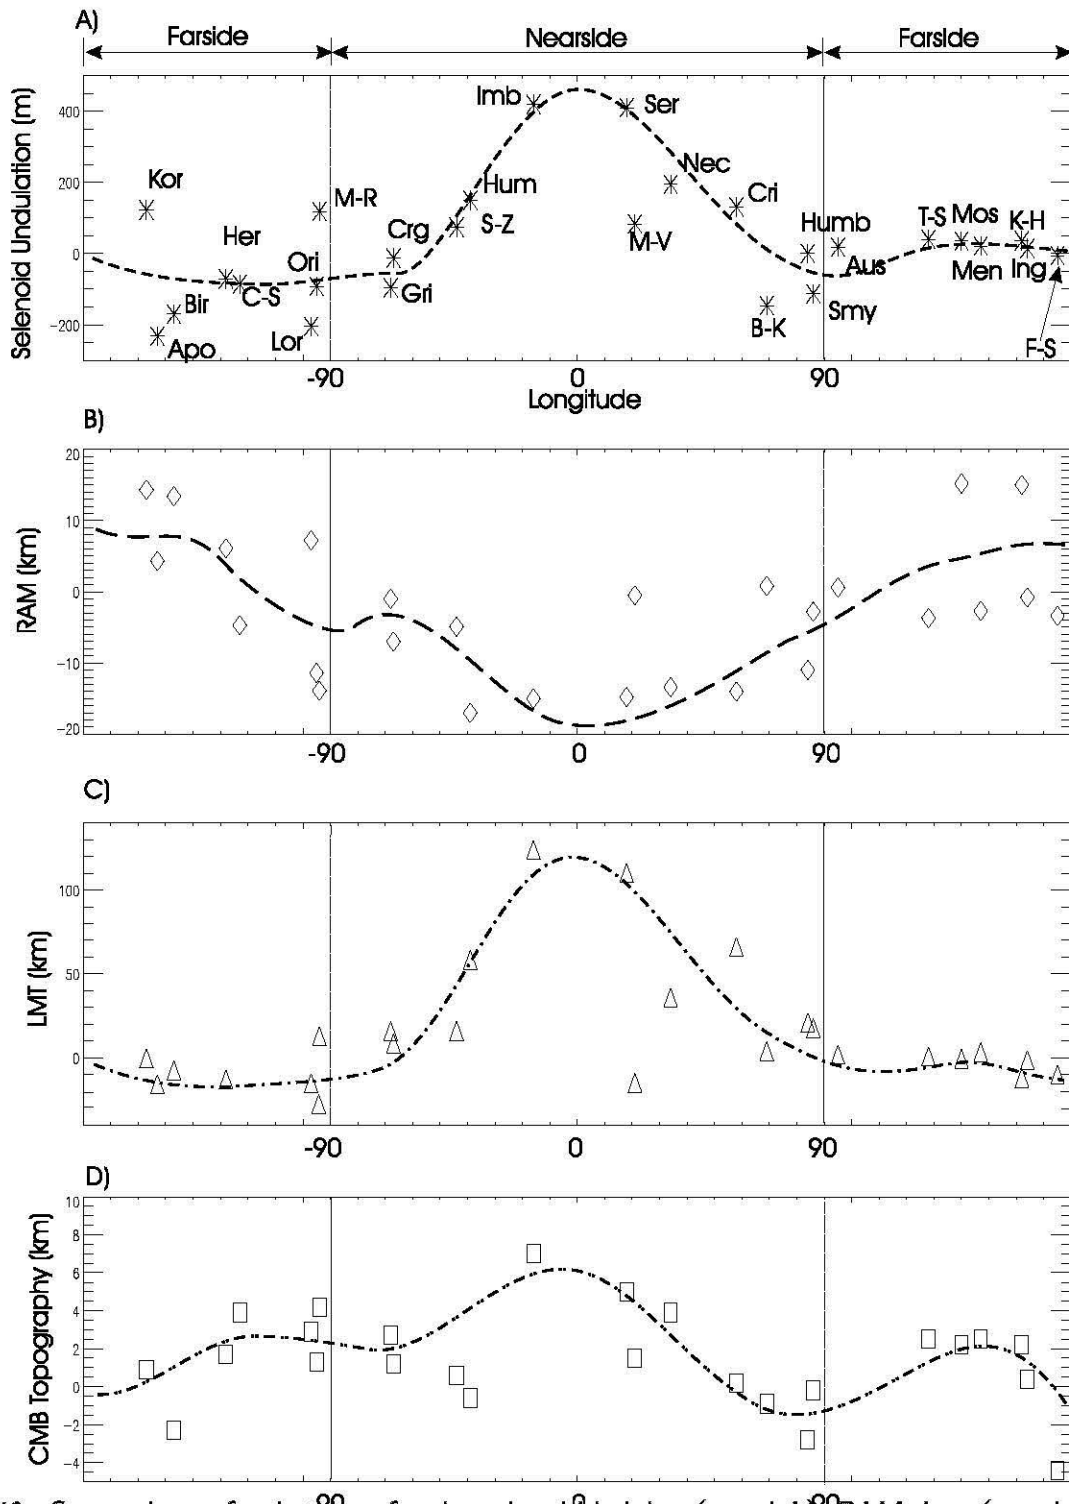 A)
Farside Nearside Farside
Selenoid Undulation (m)
400
200
0
-200
Kor
Her
Bir
C-S
Apo
Ori
Lor
M-R
Crg
Gri
Imb
Hum
S-Z
Ser
Nec
M-V
Cri
B-K
Humb
Aus
Smy
T-S
Mos
K-H
Men
Ing
F-S
-90 0 90
Longitude
B)
RAM (km)
20
10
0
-10
-20
-90 0 90
C)
LMT (km)
100
50
0
-90 0 90
D)
CMB Topography (km)
10
8
6
4
2
0
-2
-4